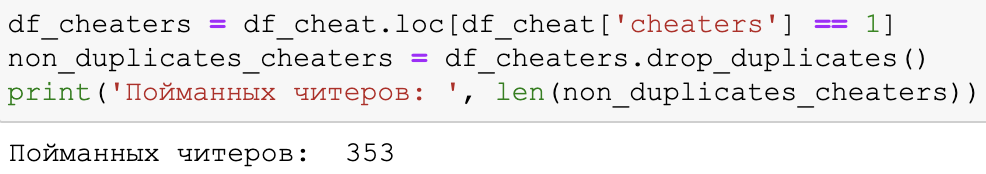 df_cheaters = df_cheat.loc[df_cheat['cheaters'] == 1]
non_duplicates_cheaters = df_cheaters.drop_duplicates()
print('Пойманных читеров: ', len(non_duplicates_cheaters))
Пойманных читеров:  353